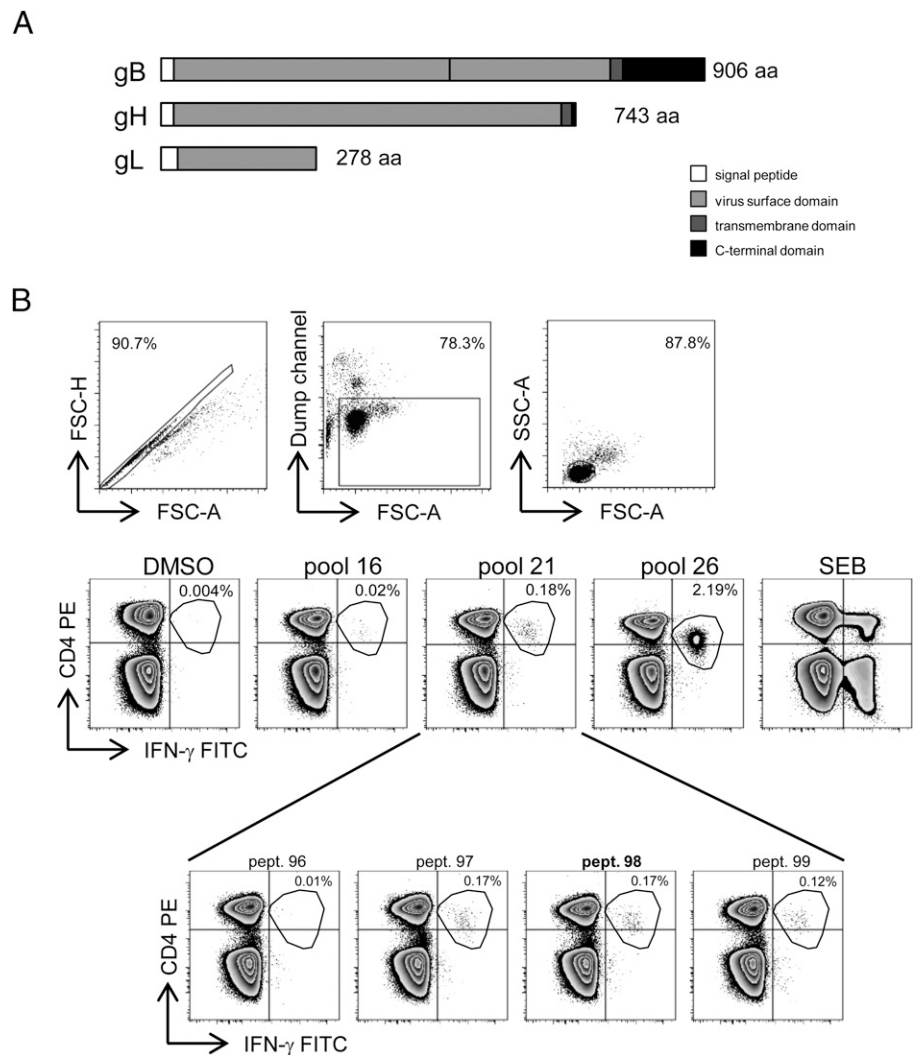 A
gB
906 aa
gH
743 aa
gL
278 aa
signal peptide
virus surface domain
transmembrane domain
C-terminal domain
B
90.7%
FSC-H
FSC-A
78.3%
Dump channel
FSC-A
87.8%
SSC-A
FSC-A
DMSO
pool 16
pool 21
pool 26
SEB
0.004%
0.02%
0.18%
2.19%
CD4 PE
IFN-γ FITC
pept. 96
pept. 97
pept. 98
pept. 99
0.01%
0.17%
0.17%
0.12%
CD4 PE
IFN-γ FITC